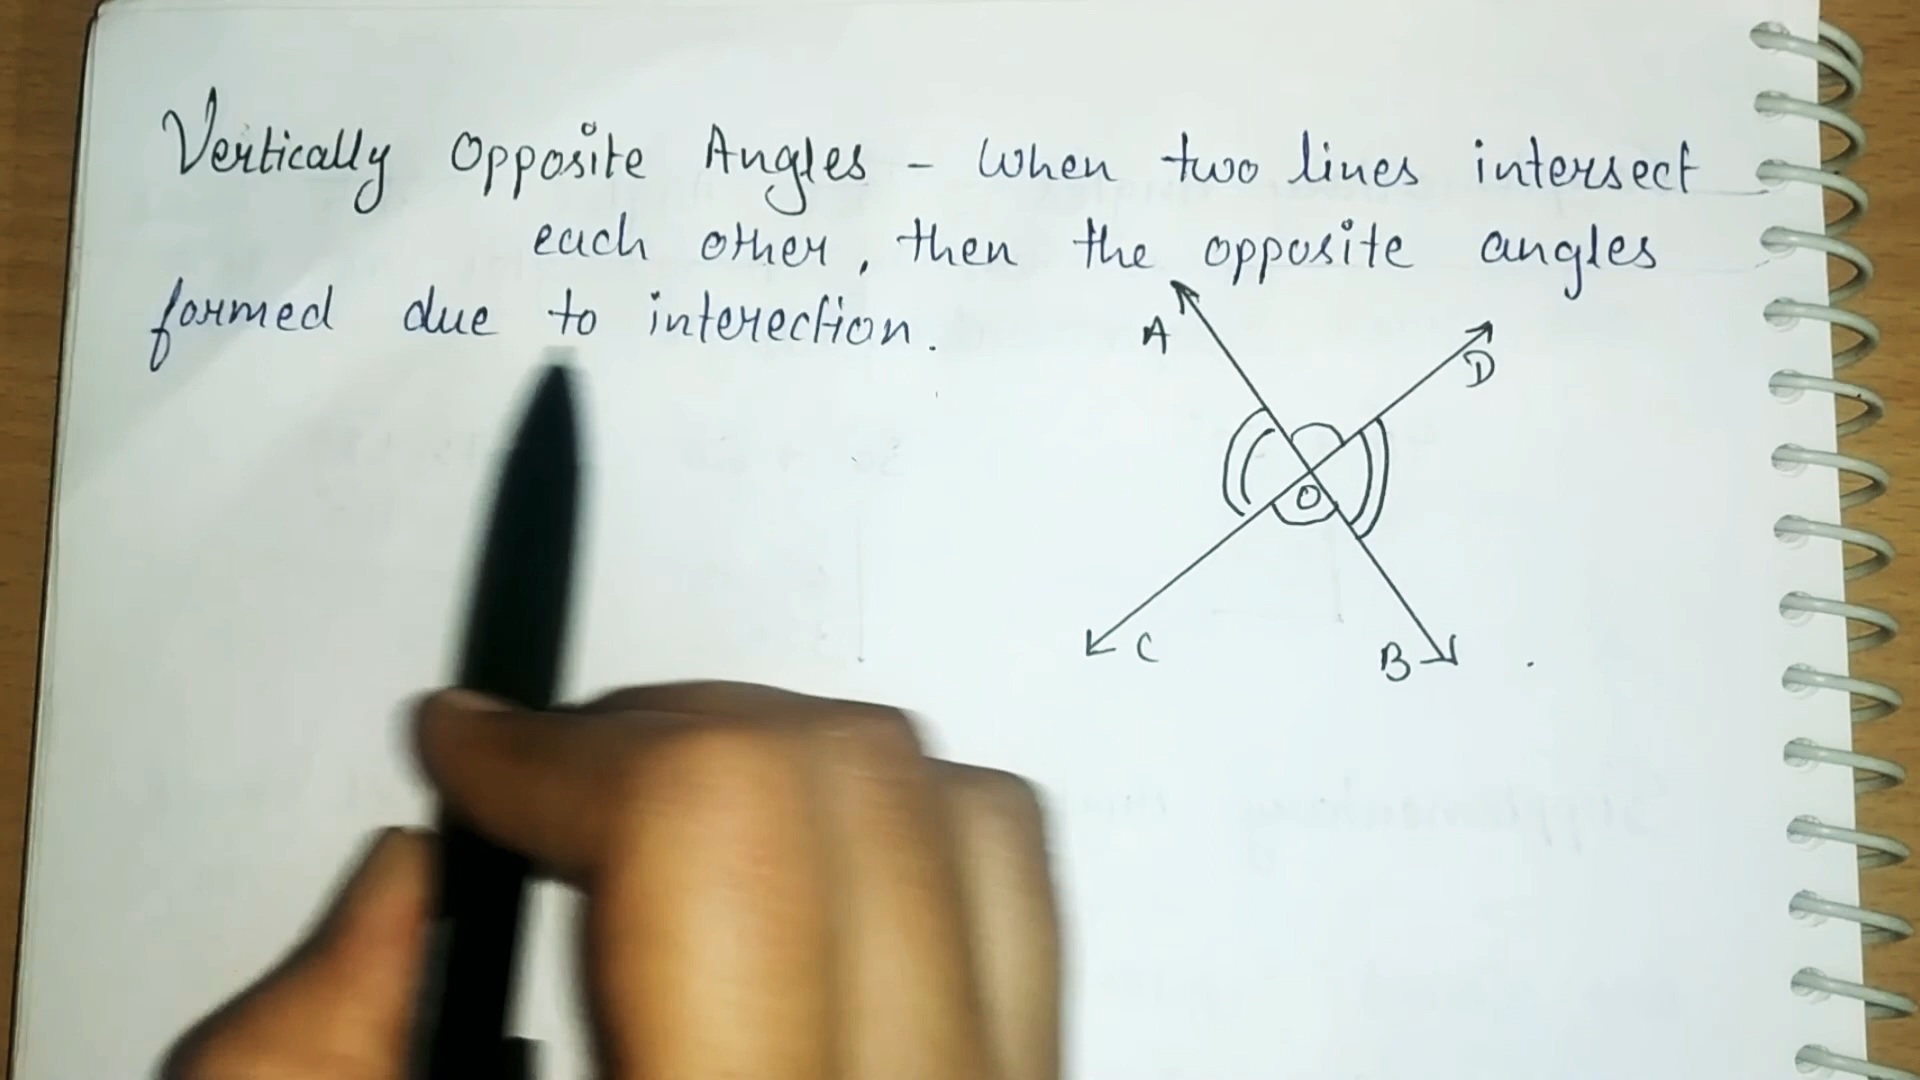 Vertically Opposite Angles - When two lines intersect
each other, then the opposite angles
formed due to interection.
A
D
O
C
B